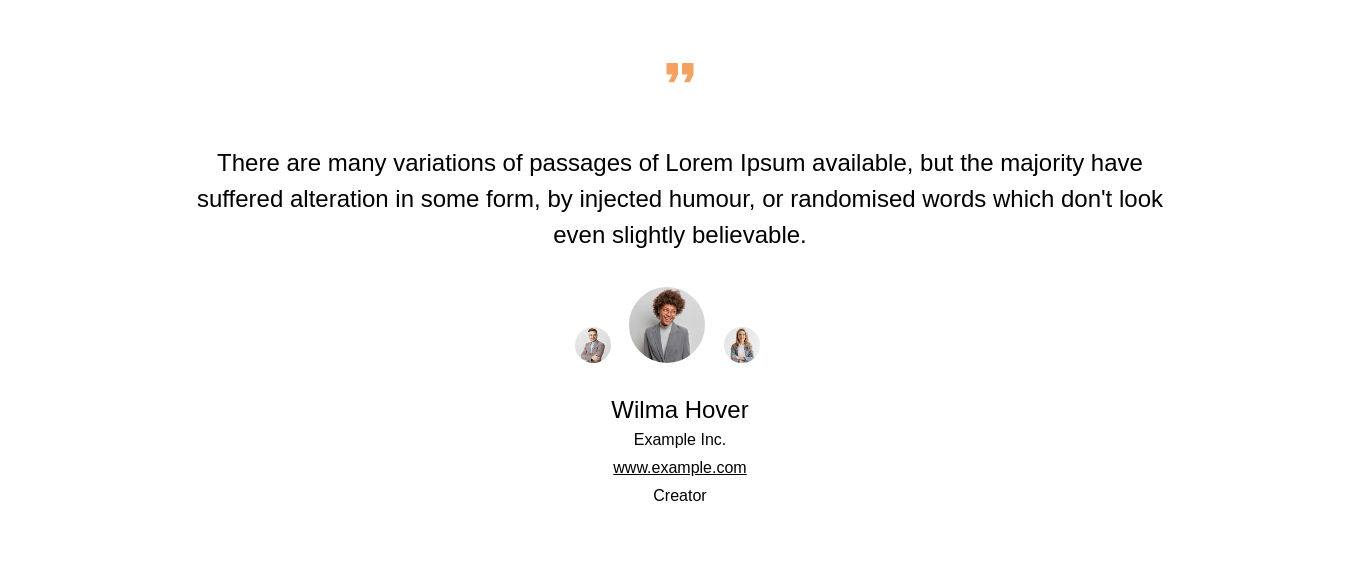 ”
There are many variations of passages of Lorem Ipsum available, but the majority have
suffered alteration in some form, by injected humour, or randomised words which don't look
even slightly believable.
Wilma Hover
Example Inc.
www.example.com
Creator